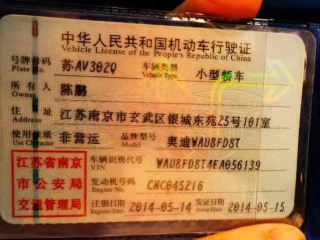 中华人民共和国机动车行驶证
Vehicle License of the People's Republic of China
号牌号码 苏AV302Q 车辆类型 小型轿车
Plate No. Vehicle Type
所有人 陈鹏
Owner
住址 江苏南京市玄武区银城东苑25号101室
使用性质 非营运 品牌型号 奥迪WAU8FD8T
Use Character Model
江苏省南京 车辆识别代号 WAU8FD8T4EA056139
VIN
市公安局 发动机号码 CNC045216
Engine No.
交通管理局 注册日期 2014-05-14 发证日期 2014-05-15